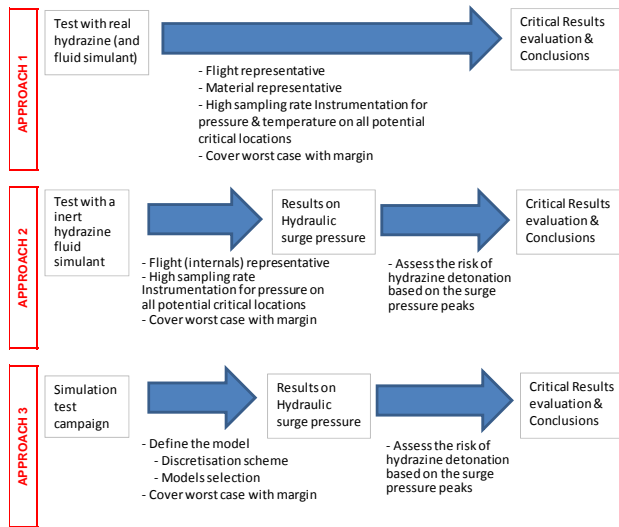 APPROACH 1
Test with real
hydrazine (and
fluid simulant)
Critical Results
evaluation &
Conclusions
- Flight representative
- Material representative
- High sampling rate Instrumentation for
pressure & temperature on all potential
critical locations
- Cover worst case with margin
APPROACH 2
Test with a
inert
hydrazine
fluid
simulant
Results on
Hydraulic
surge pressure
Critical Results
evaluation &
Conclusions
- Flight (internals) representative
- High sampling rate
Instrumentation for pressure on
all potential critical locations
- Cover worst case with margin
- Assess the risk of
hydrazine detonation
based on the surge
pressure peaks
APPROACH 3
Simulation
test
campaign
Results on
Hydraulic
surge pressure
Critical Results
evaluation &
Conclusions
- Define the model
- Discretisation scheme
- Models selection
- Cover worst case with margin
- Assess the risk of
hydrazine detonation
based on the surge
pressure peaks